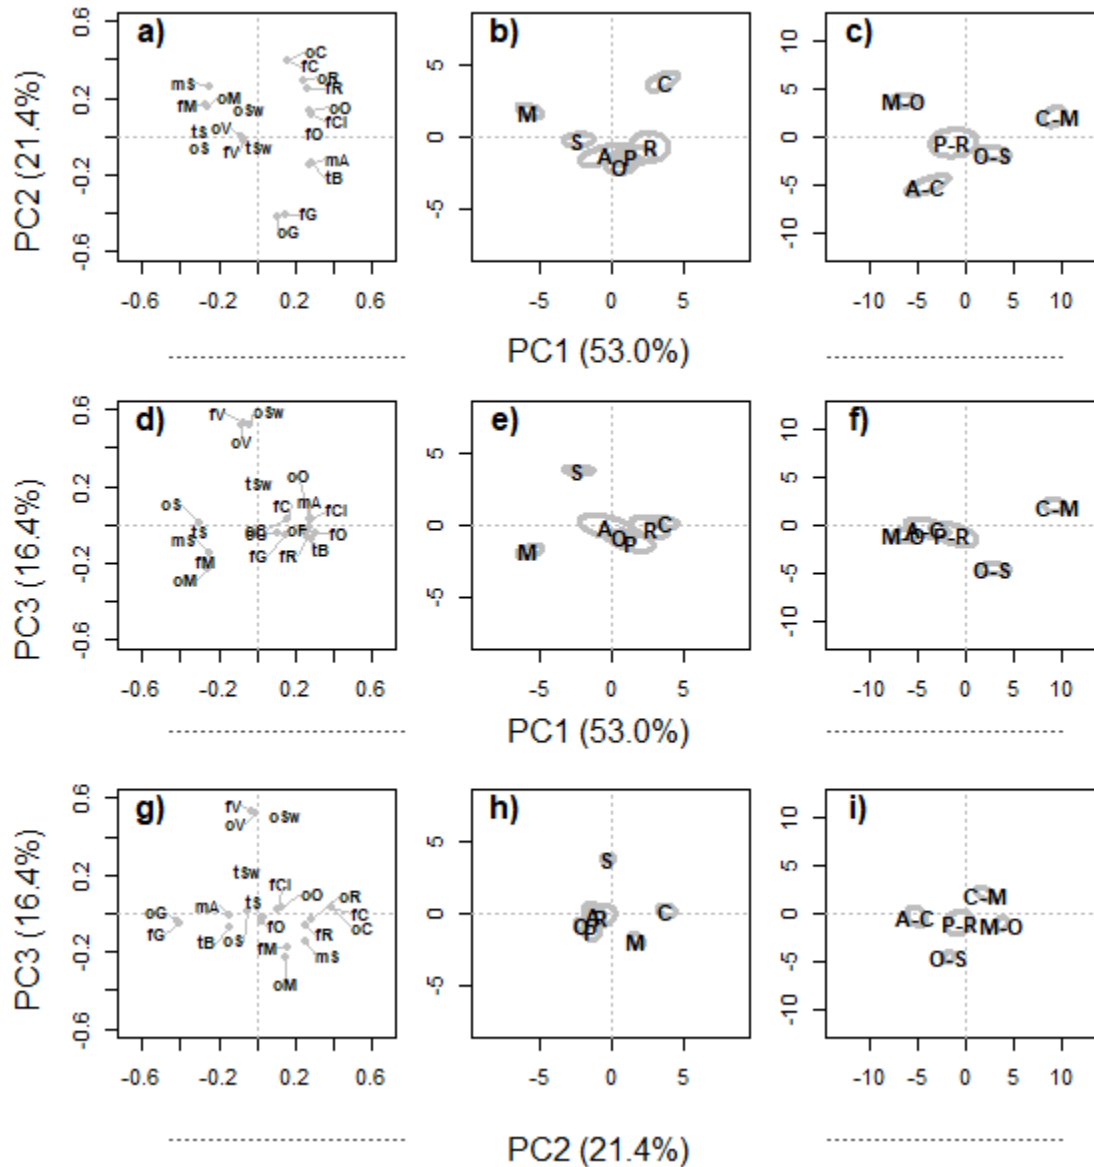 a)
b)
c)
PC2 (21.4%)
0.6
0.2
-0.2
-0.6
oC
fC
oR
fR
mS
oM
fM
oSw
oO
fCl
tS
oV
fO
oS
fV
tSw
mA
tB
fG
oG
-0.6
-0.2
0.2
0.6
5
0
-5
C
M
S
A
P
R
O
-5
0
5
10
5
0
-5
-10
M-O
C-M
P-R
O-S
A-C
-10
-5
0
5
10
PC1 (53.0%)
d)
e)
f)
PC3 (16.4%)
0.6
0.2
-0.2
-0.6
fV
oSw
oV
tSw
oO
oS
fC
mA
fCl
tS
mS
fO
fG
fR
tB
fM
oM
-0.6
-0.2
0.2
0.6
5
0
-5
S
A
R
C
O
P
M
-5
0
5
10
5
0
-5
-10
C-M
A-C
M-O
P-R
O-S
-10
-5
0
5
10
PC1 (53.0%)
g)
h)
i)
PC3 (16.4%)
0.6
0.2
-0.2
-0.6
fV
oSw
oV
tSw
fCl
oO
oR
oG
mA
tS
fC
fG
fO
fR
oC
tB
oS
fM
mS
oM
-0.6
-0.2
0.2
0.6
5
0
-5
S
A
R
C
O
P
M
-5
0
5
10
5
0
-5
-10
C-M
A-C
P-R
M-O
O-S
-10
-5
0
5
10
PC2 (21.4%)